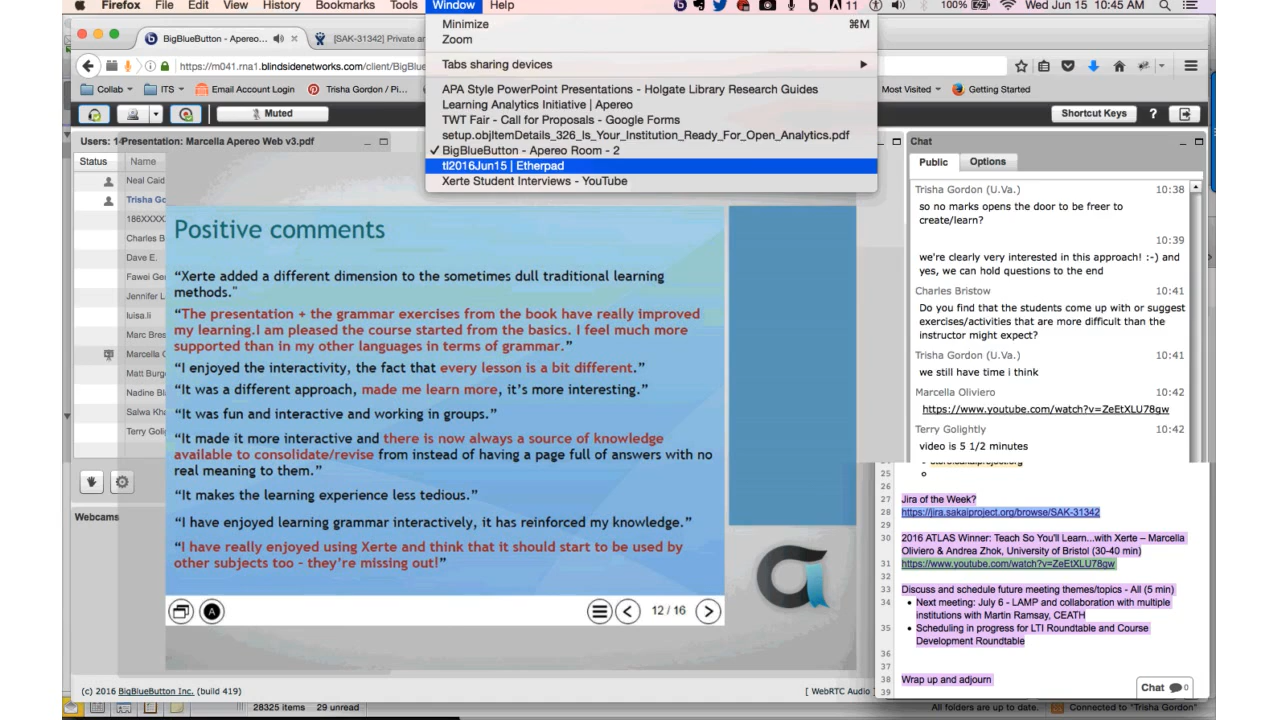 Firefox File Edit View History Bookmarks Tools Window Help 11 100% Wed Jun 15 10:45 AM
Minimize ⌘M
Zoom
Tabs sharing devices
APA Style PowerPoint Presentations - Holgate Library Research Guides
Learning Analytics Initiative | Apereo
TWT Fair - Call for Proposals - Google Forms
setup.objItemDetails_326_Is_Your_Institution_Ready_For_Open_Analytics.pdf
✓ BigBlueButton - Apereo Room - 2
tl2016Jun15 | Etherpad
Xerte Student Interviews - YouTube
BigBlueButton - Apereo... × [SAK-31342] Private
https://m041.rna1.blindsidenetworks.com/client/BigBlue
Collab ITS Email Account Login Trisha Gordon / Pi... Most Visited Getting Started
Muted Shortcut Keys ?
Users: 1 Presentation: Marcella Apereo Web v3.pdf
Status Name
Neal Caid
Trisha Go
186XXXX
Charles B
Dave E.
Fawei Ge
Jennifer L
luisa.li
Marc Bres
Marcella
Matt Burg
Nadine Bl
Salwa Kha
Terry Goli
Webcams
Positive comments
“Xerte added a different dimension to the sometimes dull traditional learning
methods.”
“The presentation + the grammar exercises from the book have really improved
my learning.I am pleased the course started from the basics. I feel much more
supported than in my other languages in terms of grammar.”
“I enjoyed the interactivity, the fact that every lesson is a bit different.”
“It was a different approach, made me learn more, it’s more interesting.”
“It was fun and interactive and working in groups.”
“It made it more interactive and there is now always a source of knowledge
available to consolidate/revise from instead of having a page full of answers with no
real meaning to them.”
“It makes the learning experience less tedious.”
“I have enjoyed learning grammar interactively, it has reinforced my knowledge.”
“I have really enjoyed using Xerte and think that it should start to be used by
other subjects too - they’re missing out!”
A 12 / 16
Chat
Public Options
Trisha Gordon (U.Va.) 10:38
so no marks opens the door to be freer to
create/learn?
10:39
we're clearly very interested in this approach! :-) and
yes, we can hold questions to the end
Charles Bristow 10:41
Do you find that the students come up with or suggest
exercises/activities that are more difficult than the
instructor might expect?
Trisha Gordon (U.Va.) 10:41
we still have time i think
Marcella Oliviero 10:42
https://www.youtube.com/watch?v=ZeEtXLU78gw
Terry Golightly 10:42
video is 5 1/2 minutes
25
26
27 Jira of the Week?
28 https://jira.sakaiproject.org/browse/SAK-31342
29
30 2016 ATLAS Winner: Teach So You'll Learn...with Xerte – Marcella
Oliviero & Andrea Zhok, University of Bristol (30-40 min)
31 https://www.youtube.com/watch?v=ZeEtXLU78gw
32
33 Discuss and schedule future meeting themes/topics - All (5 min)
34 • Next meeting: July 6 - LAMP and collaboration with multiple
institutions with Martin Ramsay, CEATH
35 • Scheduling in progress for LTI Roundtable and Course
Development Roundtable
36
37
38 Wrap up and adjourn
39
Chat 0
(c) 2016 BigBlueButton Inc. (build 419) [ WebRTC Audio ]
28325 items 29 unread All folders are up to date. Connected to "Trisha Gordon"